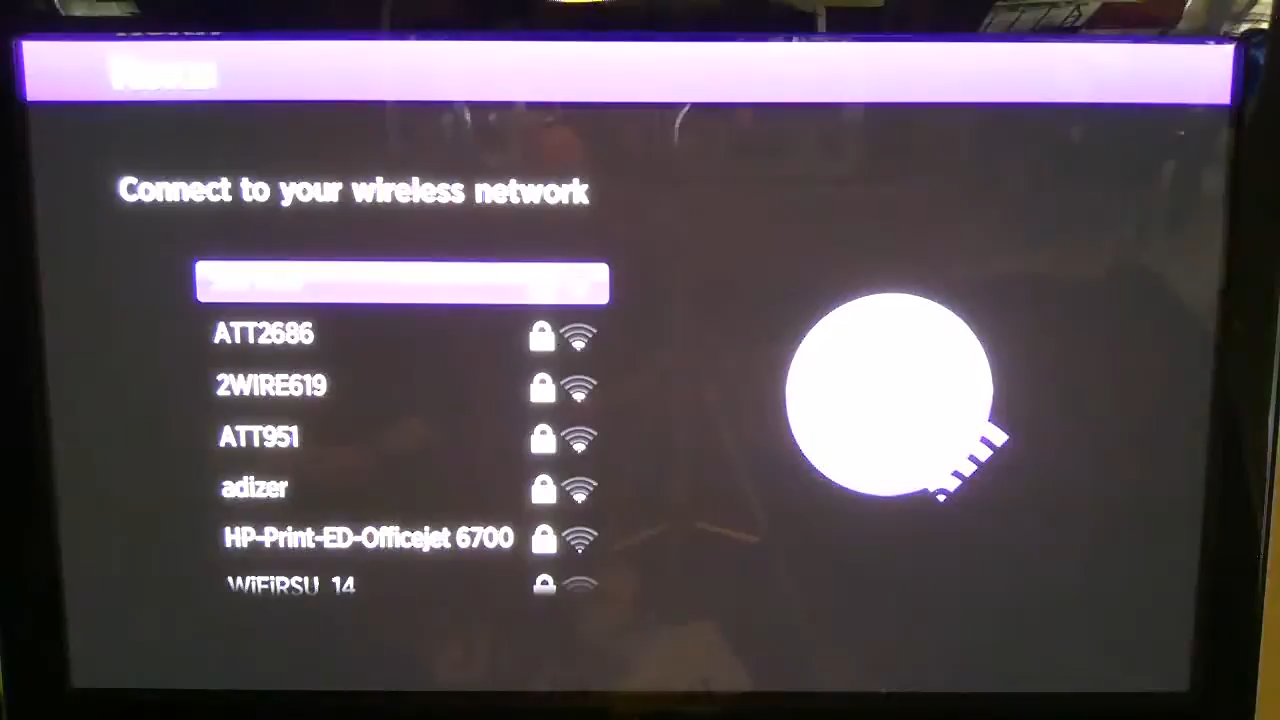 Connect to your wireless network
ATT2686
2WIRE619
ATT951
adizer
HP-Print-ED-Officejet 6700
WiFiRSU_14